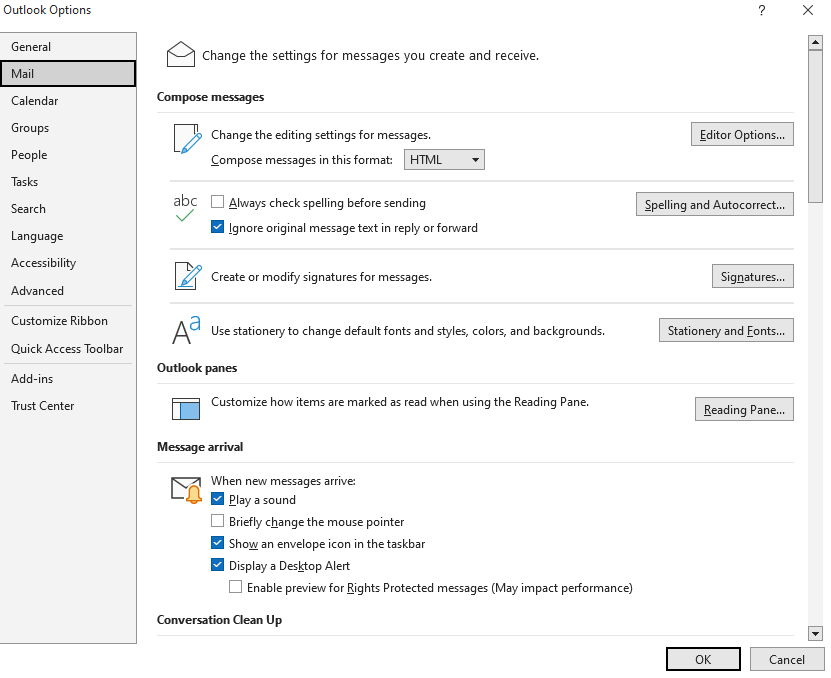 Outlook Options
?
General
Mail
Calendar
Groups
People
Tasks
Search
Language
Accessibility
Advanced
Customize Ribbon
Quick Access Toolbar
Add-ins
Trust Center
Change the settings for messages you create and receive.
Compose messages
Change the editing settings for messages.
Editor Options...
Compose messages in this format:
HTML
abc
Always check spelling before sending
Spelling and Autocorrect...
Ignore original message text in reply or forward
Create or modify signatures for messages.
Signatures...
Aa
Use stationery to change default fonts and styles, colors, and backgrounds.
Stationery and Fonts...
Outlook panes
Customize how items are marked as read when using the Reading Pane.
Reading Pane...
Message arrival
When new messages arrive:
Play a sound
Briefly change the mouse pointer
Show an envelope icon in the taskbar
Display a Desktop Alert
Enable preview for Rights Protected messages (May impact performance)
Conversation Clean Up
OK
Cancel